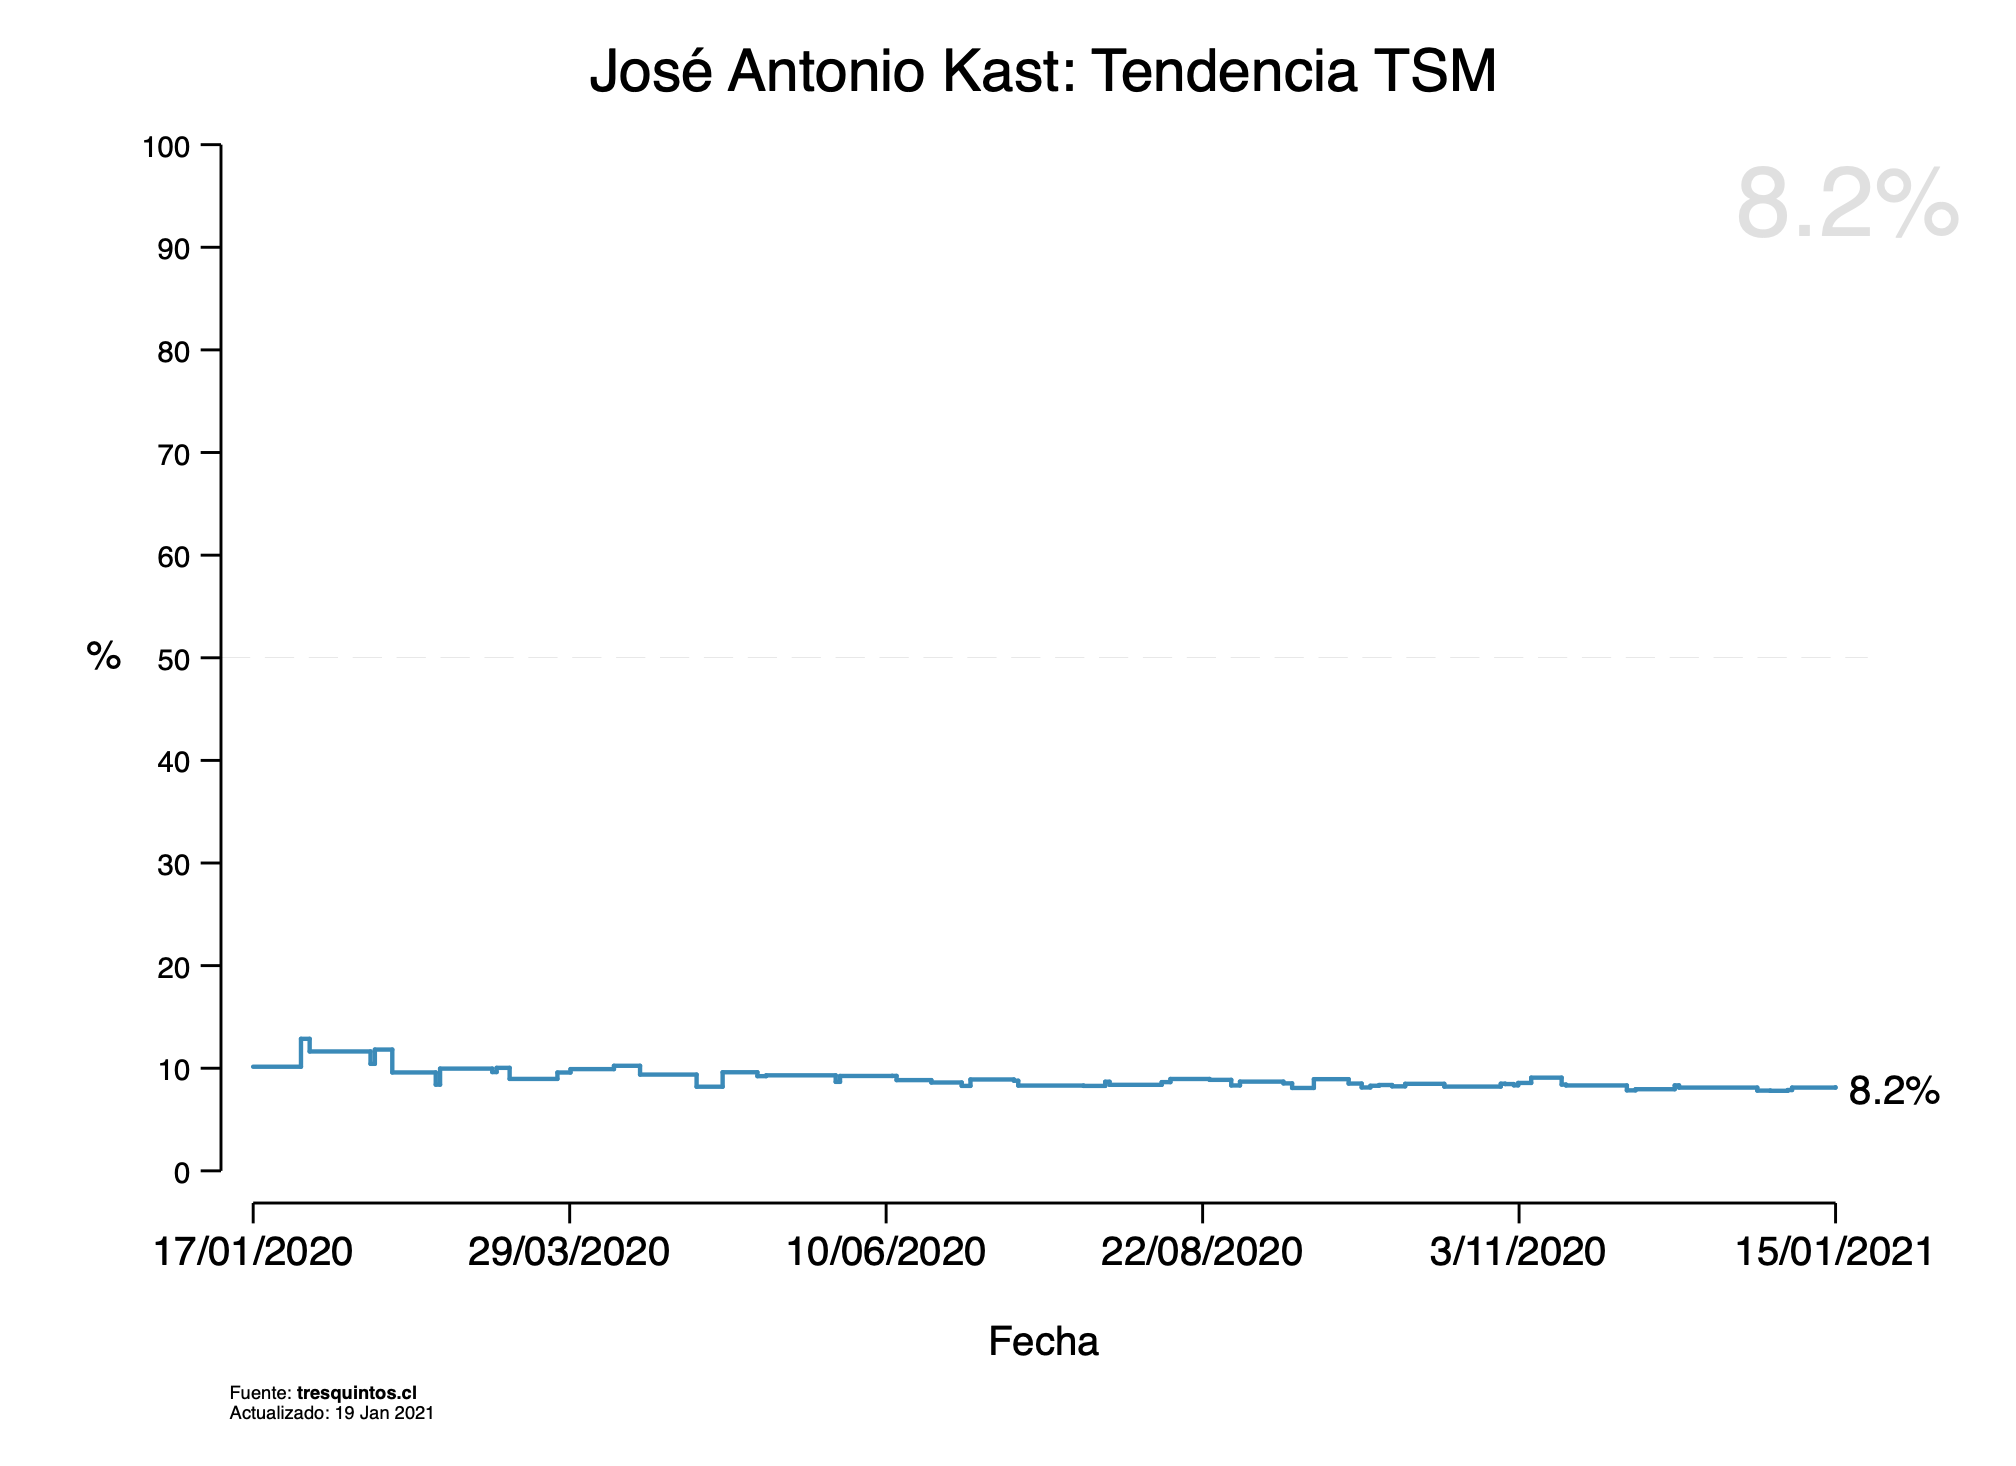 José Antonio Kast: Tendencia TSM
8.2%
100
90
80
70
60
% 50
40
30
20
10
8.2%
0
17/01/2020 29/03/2020 10/06/2020 22/08/2020 3/11/2020 15/01/2021
Fecha
Fuente: tresquintos.cl
Actualizado: 19 Jan 2021